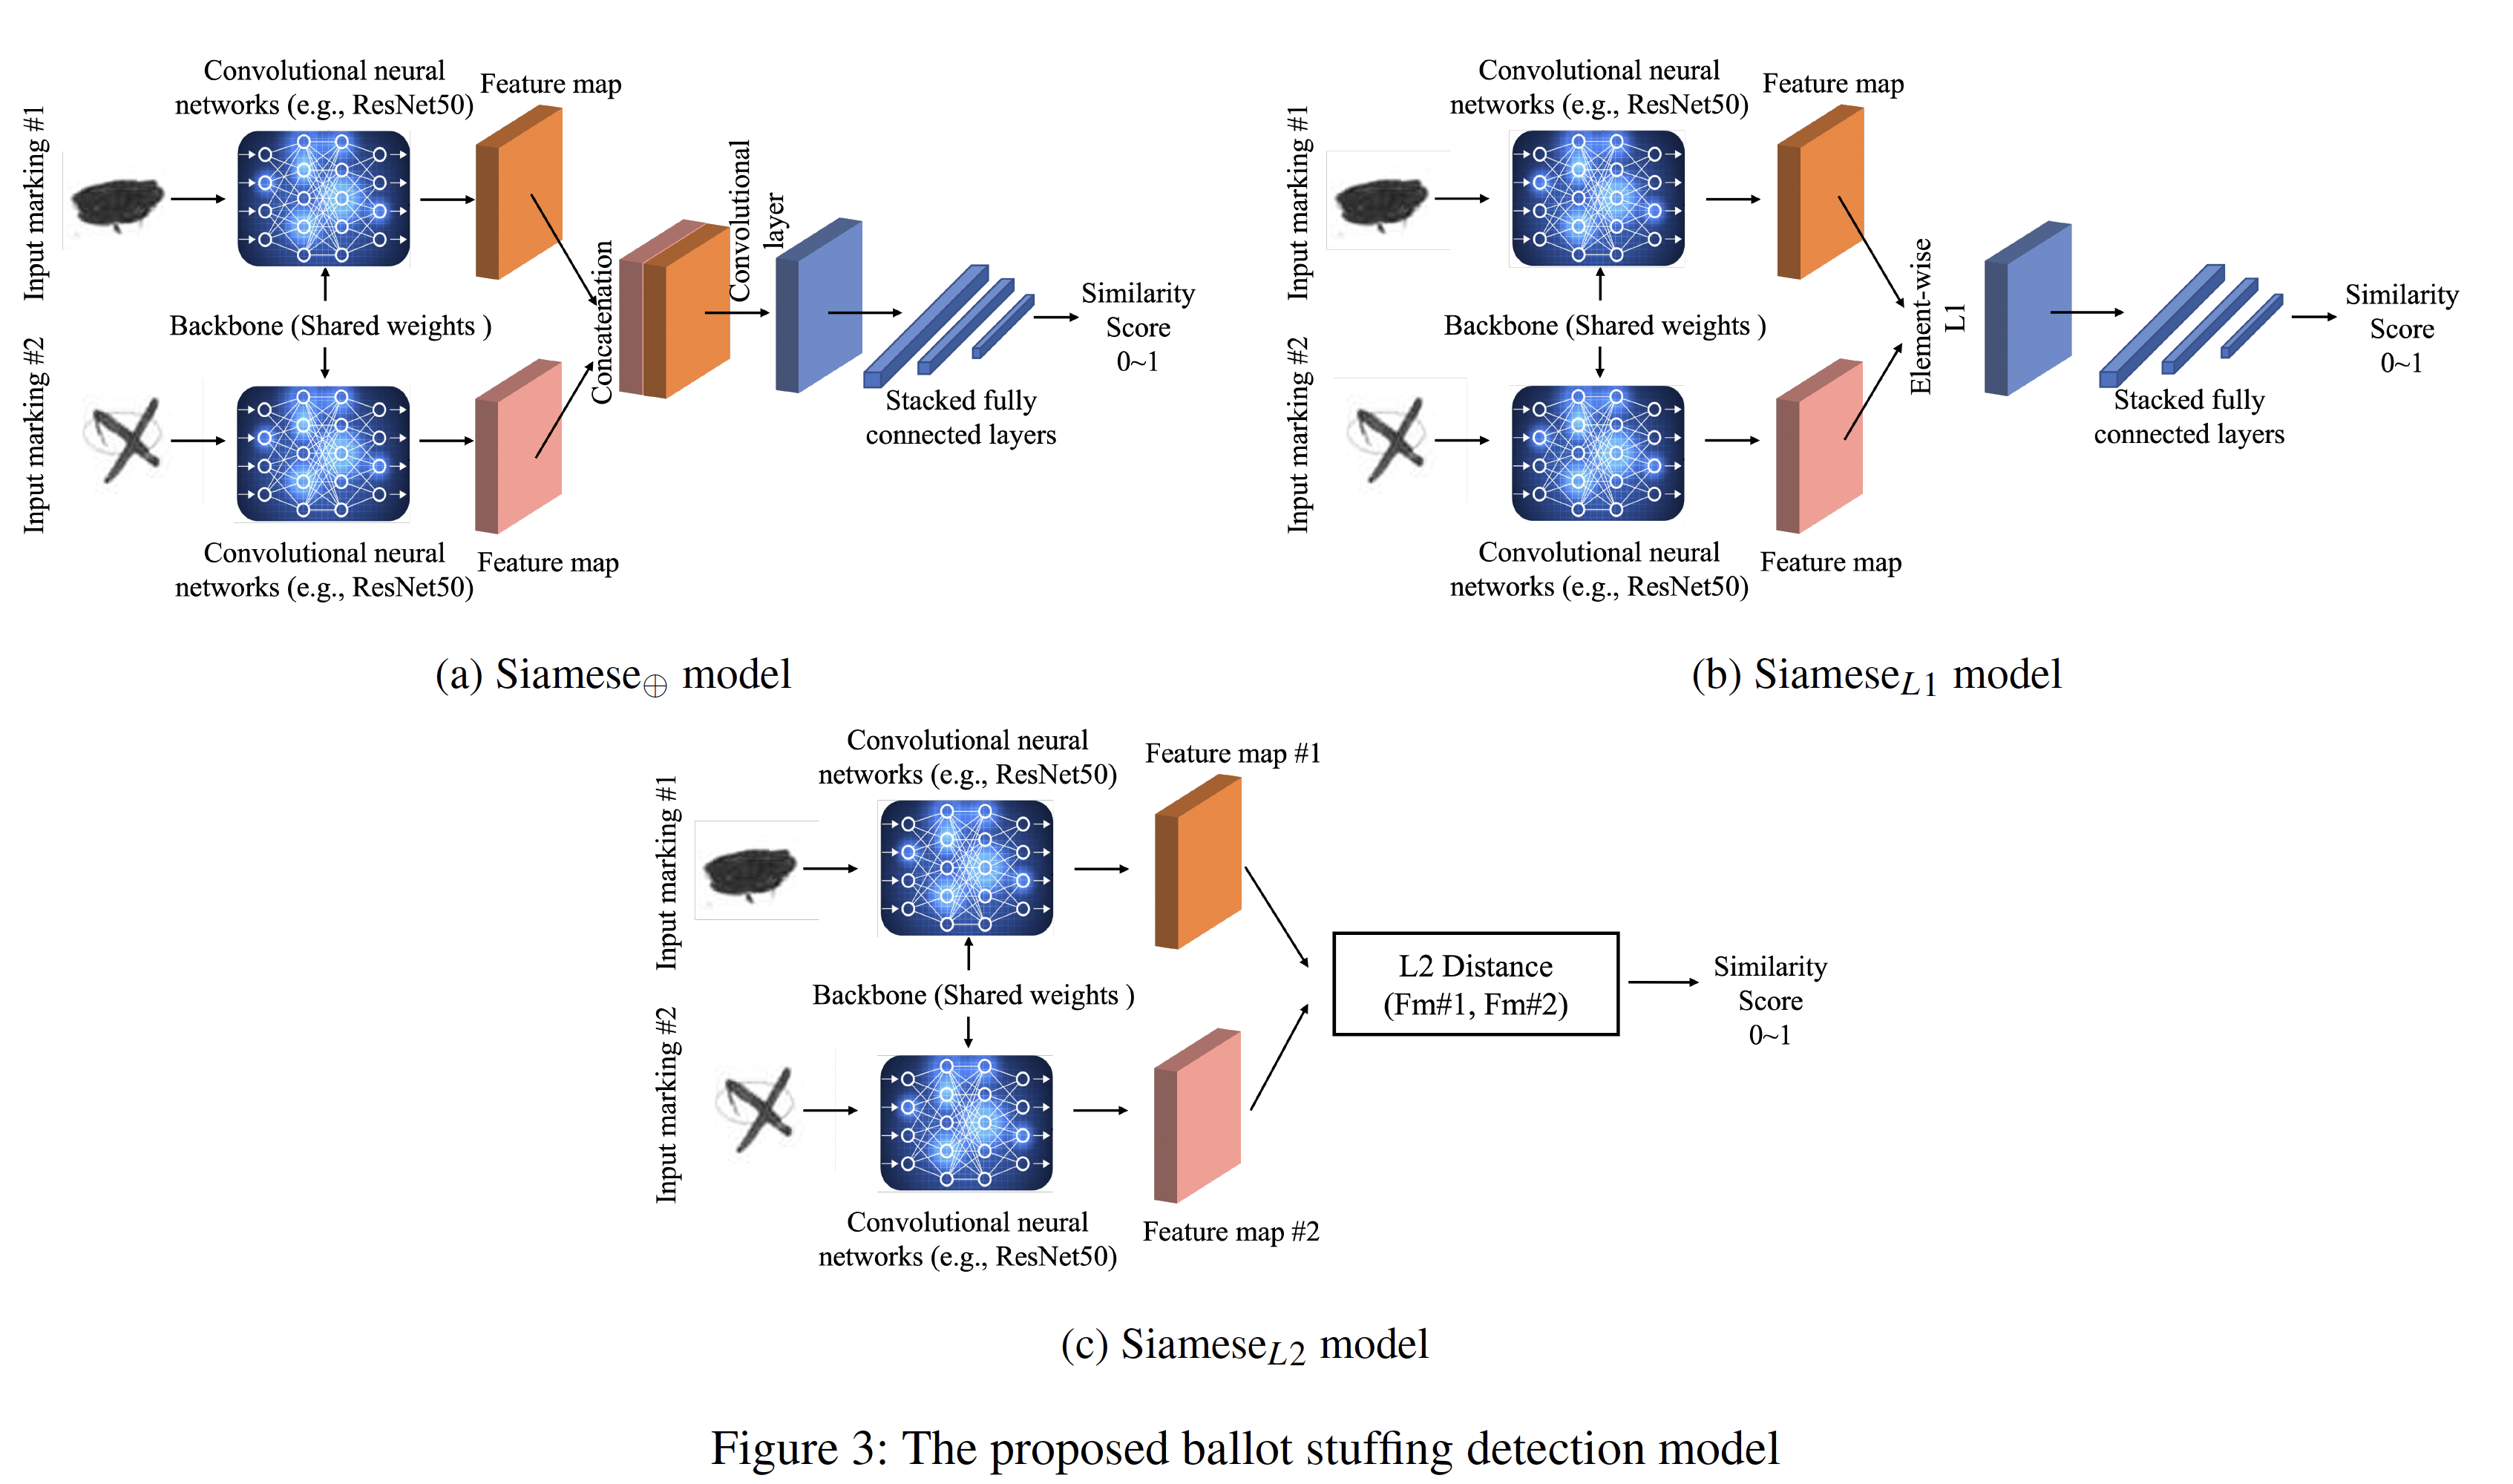 Convolutional neural
networks (e.g., ResNet50)
Feature map
Input marking #1
Backbone (Shared weights )
Input marking #2
Convolutional neural
networks (e.g., ResNet50)
Feature map
Concatenation
Convolutional
layer
Stacked fully
connected layers
Similarity
Score
0~1
(a) Siamese⊕ model
Convolutional neural
networks (e.g., ResNet50)
Feature map
Input marking #1
Backbone (Shared weights )
Input marking #2
Convolutional neural
networks (e.g., ResNet50)
Feature map
Element-wise
L1
Stacked fully
connected layers
Similarity
Score
0~1
(b) SiameseL1 model
Convolutional neural
networks (e.g., ResNet50)
Feature map #1
Input marking #1
Backbone (Shared weights )
Input marking #2
Convolutional neural
networks (e.g., ResNet50)
Feature map #2
L2 Distance
(Fm#1, Fm#2)
Similarity
Score
0~1
(c) SiameseL2 model
Figure 3: The proposed ballot stuffing detection model